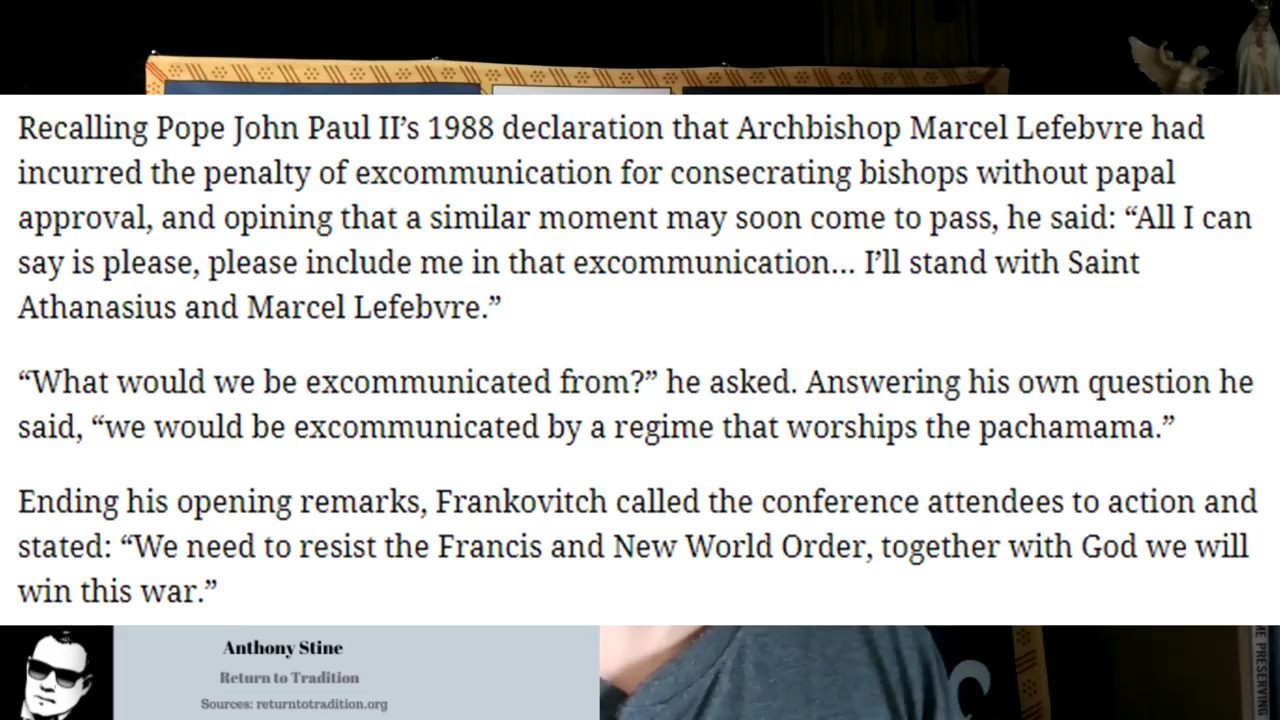 Recalling Pope John Paul II’s 1988 declaration that Archbishop Marcel Lefebvre had
incurred the penalty of excommunication for consecrating bishops without papal
approval, and opining that a similar moment may soon come to pass, he said: “All I can
say is please, please include me in that excommunication… I’ll stand with Saint
Athanasius and Marcel Lefebvre.”
“What would we be excommunicated from?” he asked. Answering his own question he
said, “we would be excommunicated by a regime that worships the pachamama.”
Ending his opening remarks, Frankovitch called the conference attendees to action and
stated: “We need to resist the Francis and New World Order, together with God we will
win this war.”
Anthony Stine
Return to Tradition
Sources: returntotradition.org
PRESERVING